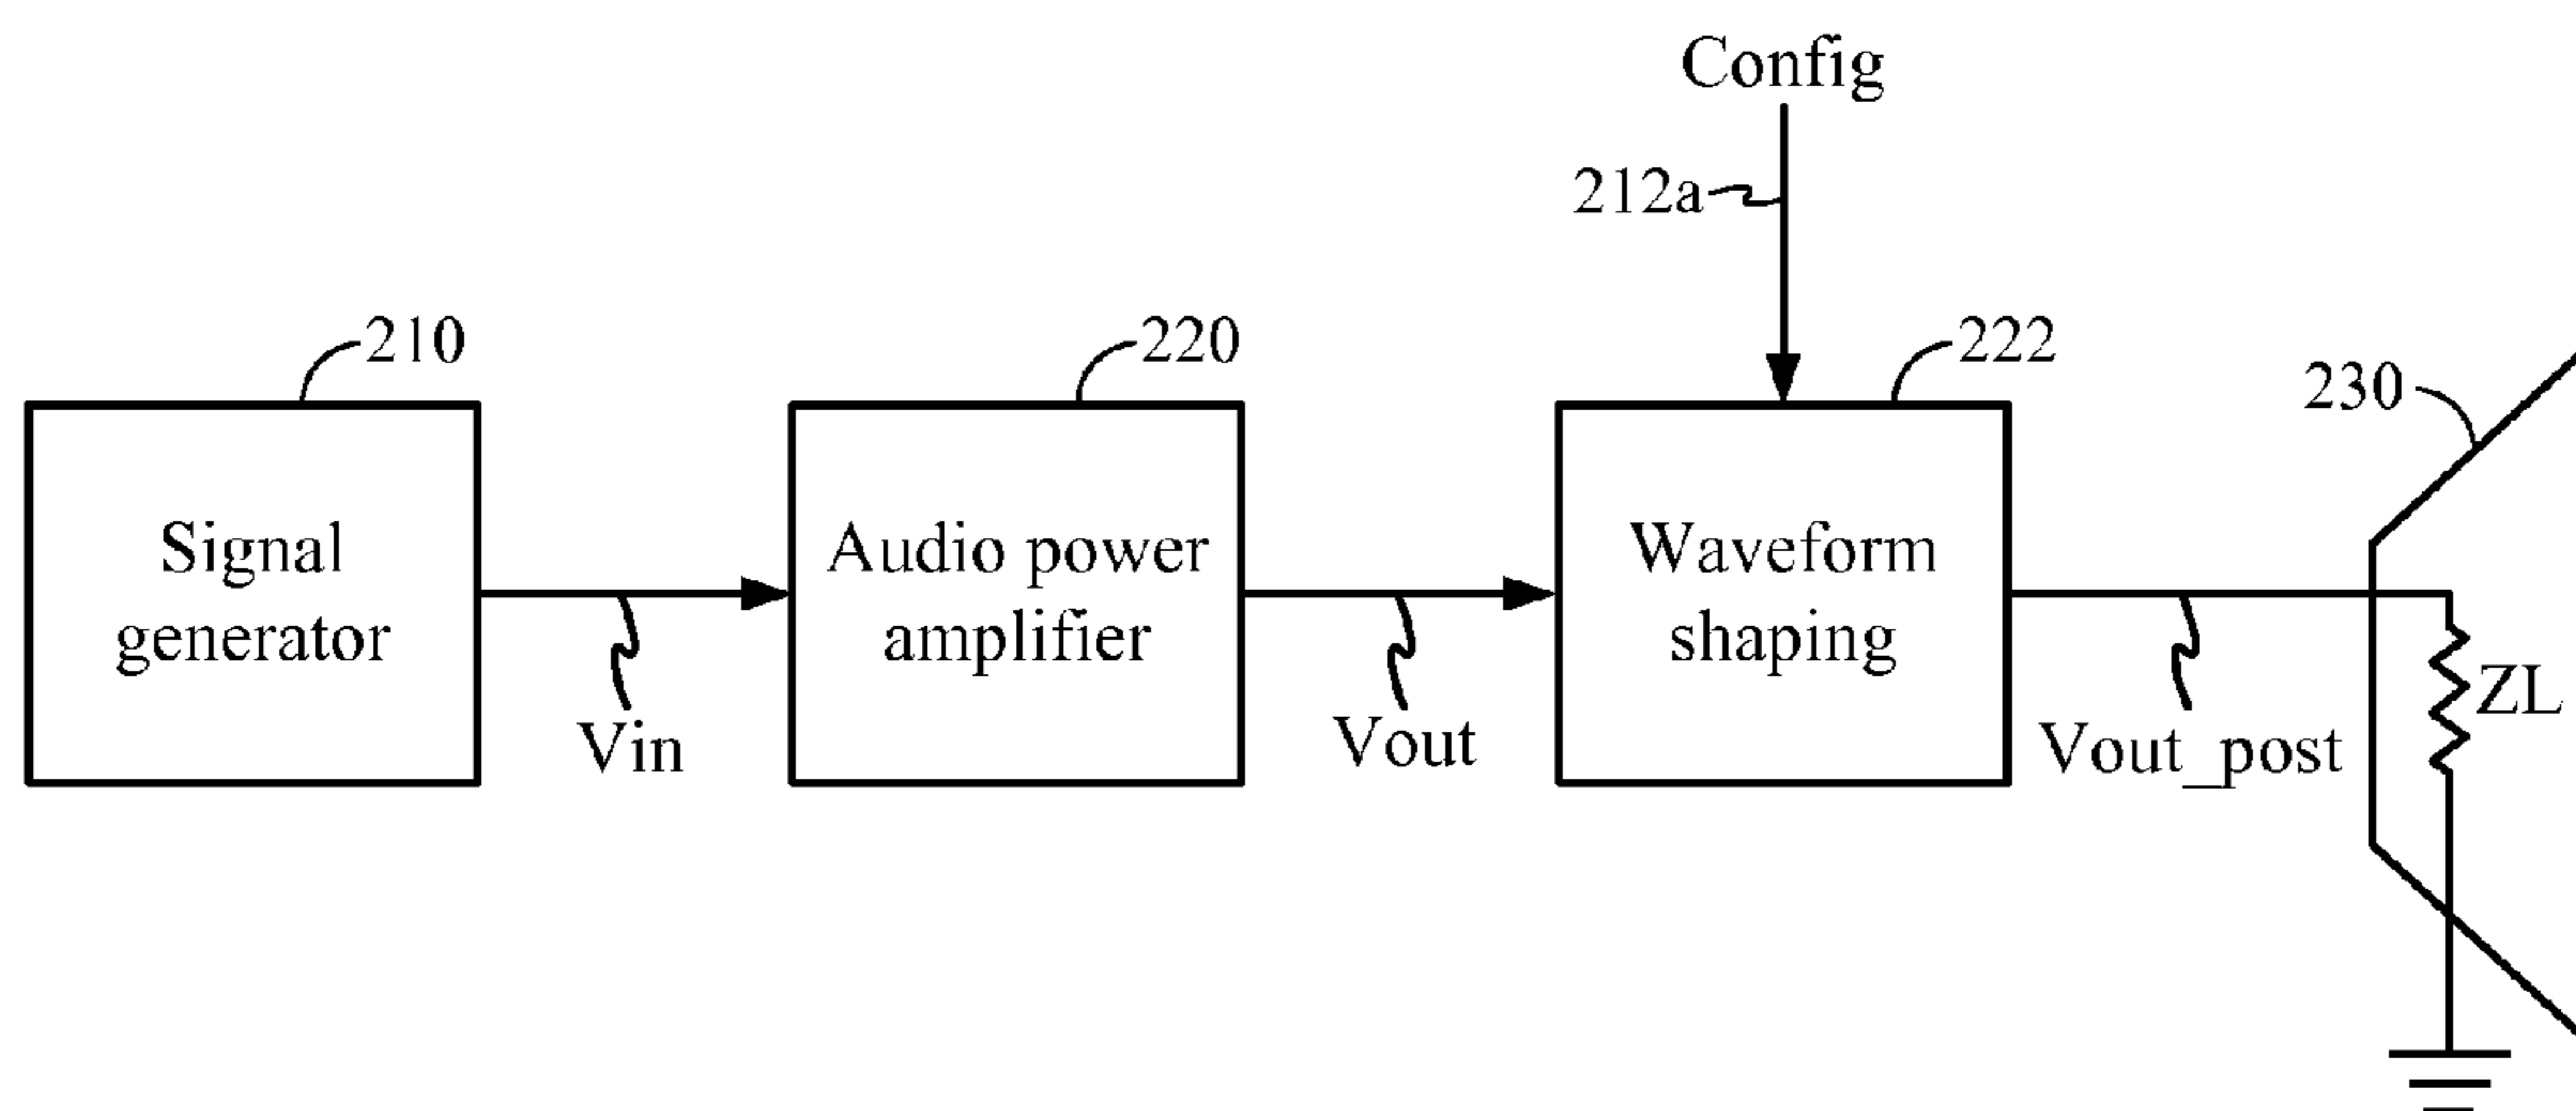 Config
212a
210
220
222
230
Signal
generator
Audio power
amplifier
Waveform
shaping
Vin
Vout
Vout_post
ZL